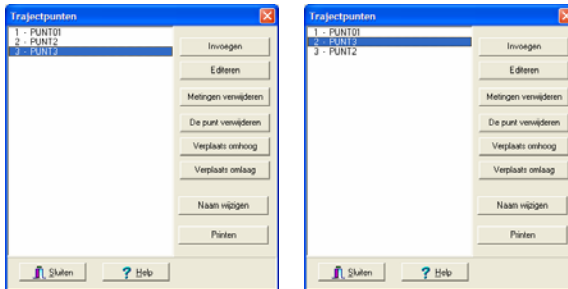 Trajectpunten
1 - PUNT01
2 - PUNT2
3 - PUNT3
Invoegen
Editeren
Metingen verwijderen
De punt verwijderen
Verplaats omhoog
Verplaats omlaag
Naam wijzigen
Printen
Sluiten
? Help
Trajectpunten
1 - PUNT01
2 - PUNT3
3 - PUNT2
Invoegen
Editeren
Metingen verwijderen
De punt verwijderen
Verplaats omhoog
Verplaats omlaag
Naam wijzigen
Printen
Sluiten
? Help